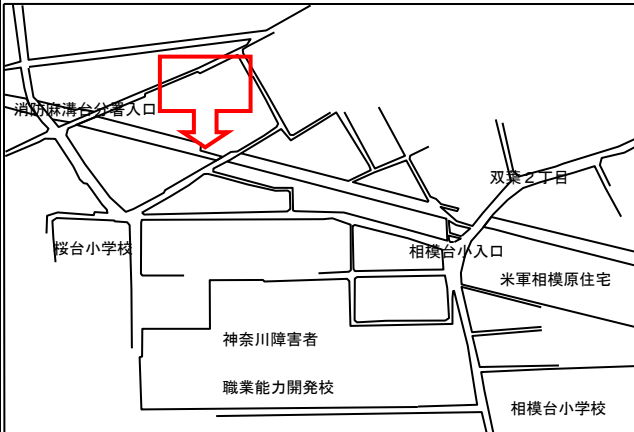 消防麻溝台分署入口
双葉２丁目
桜台小学校
相模台小入口
米軍相模原住宅
神奈川障害者
職業能力開発校
相模台小学校